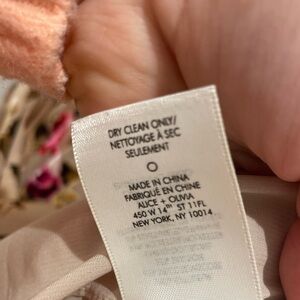 DRY CLEAN ONLY/
NETTOYAGE À SEC
SEULEMENT
MADE IN CHINA
FABRIQUÉ EN CHINE
ALICE + OLIVIA
450 W 14TH ST 11FL
NEW YORK, NY 10014